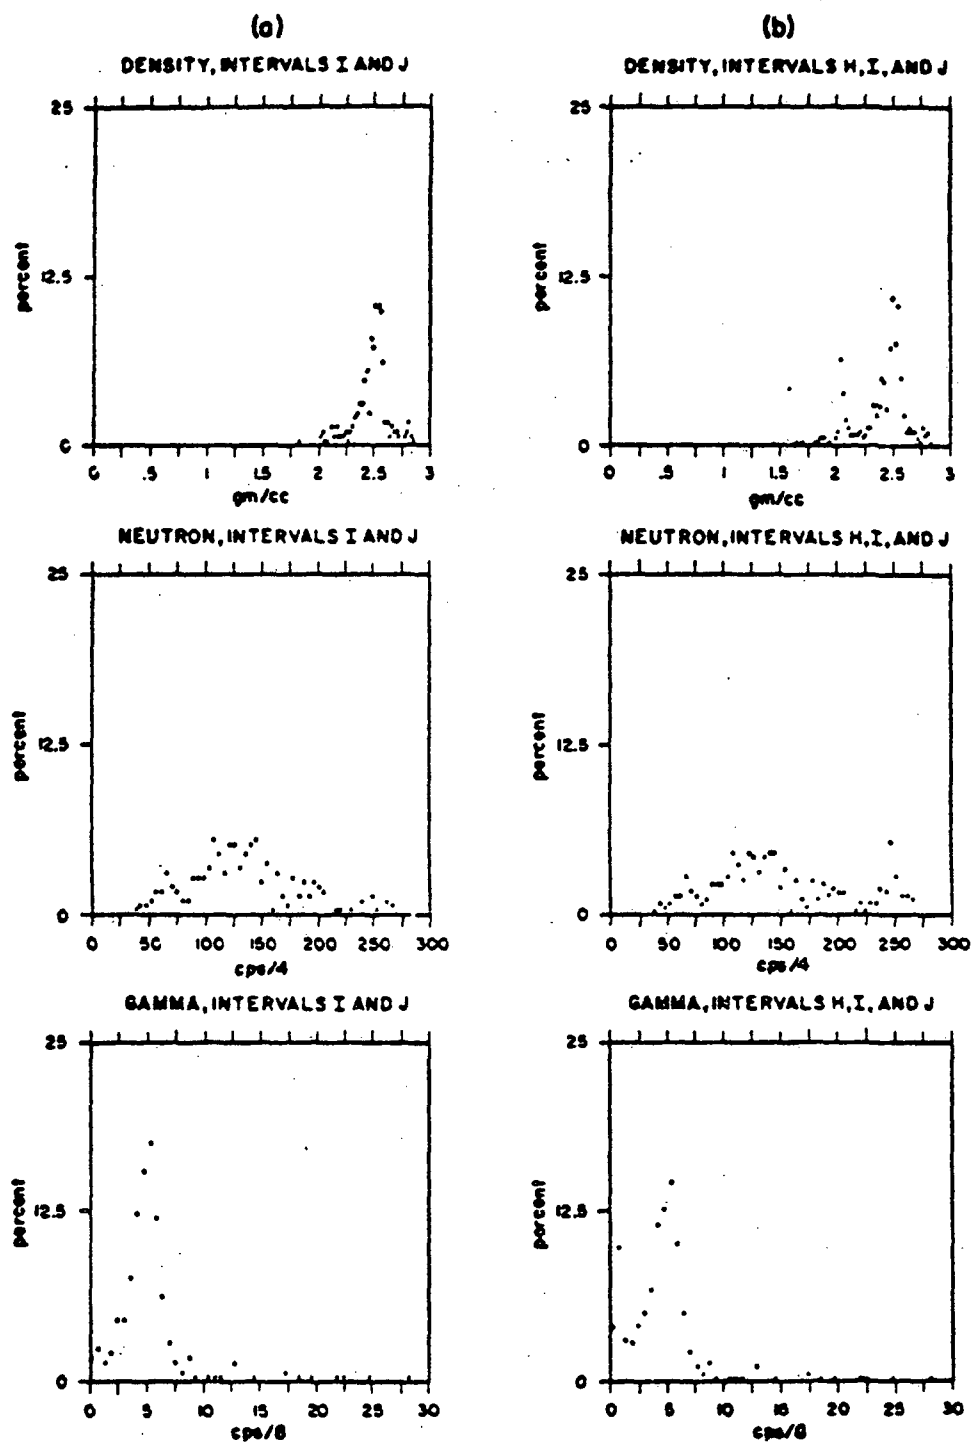 (a)
(b)
DENSITY, INTERVALS I AND J
25
percent
12.5
0
0 .5 1 1.5 2 2.5 3
gm/cc
DENSITY, INTERVALS H, I, AND J
25
percent
12.5
0
0 .5 1 1.5 2 2.5 3
gm/cc
NEUTRON, INTERVALS I AND J
25
percent
12.5
0
0 50 100 150 200 250 300
cps/4
NEUTRON, INTERVALS H, I, AND J
25
percent
12.5
0
0 50 100 150 200 250 300
cps/4
GAMMA, INTERVALS I AND J
25
percent
12.5
0
0 5 10 15 20 25 30
cps/8
GAMMA, INTERVALS H, I, AND J
25
percent
12.5
0
0 5 10 15 20 25 30
cps/8